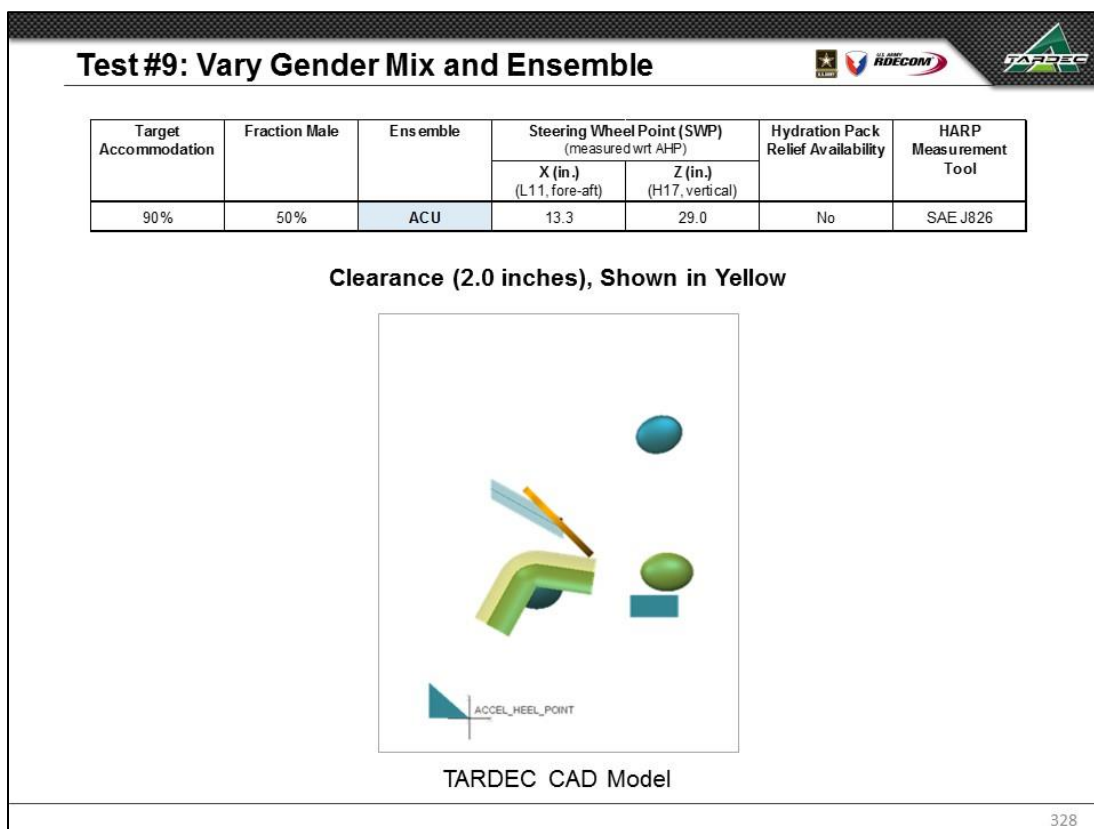 Test #9: Vary Gender Mix and Ensemble
U.S. ARMY
U.S. ARMY
RDECOM
TARDEC
Target
Accommodation
Fraction Male
Ensemble
Steering Wheel Point (SWP)
(measured wrt AHP)
Hydration Pack
Relief Availability
HARP
Measurement
Tool
X (in.)
(L11, fore-aft)
Z (in.)
(H17, vertical)
90%
50%
ACU
13.3
29.0
No
SAE J826
Clearance (2.0 inches), Shown in Yellow
ACCEL_HEEL_POINT
TARDEC CAD Model
328